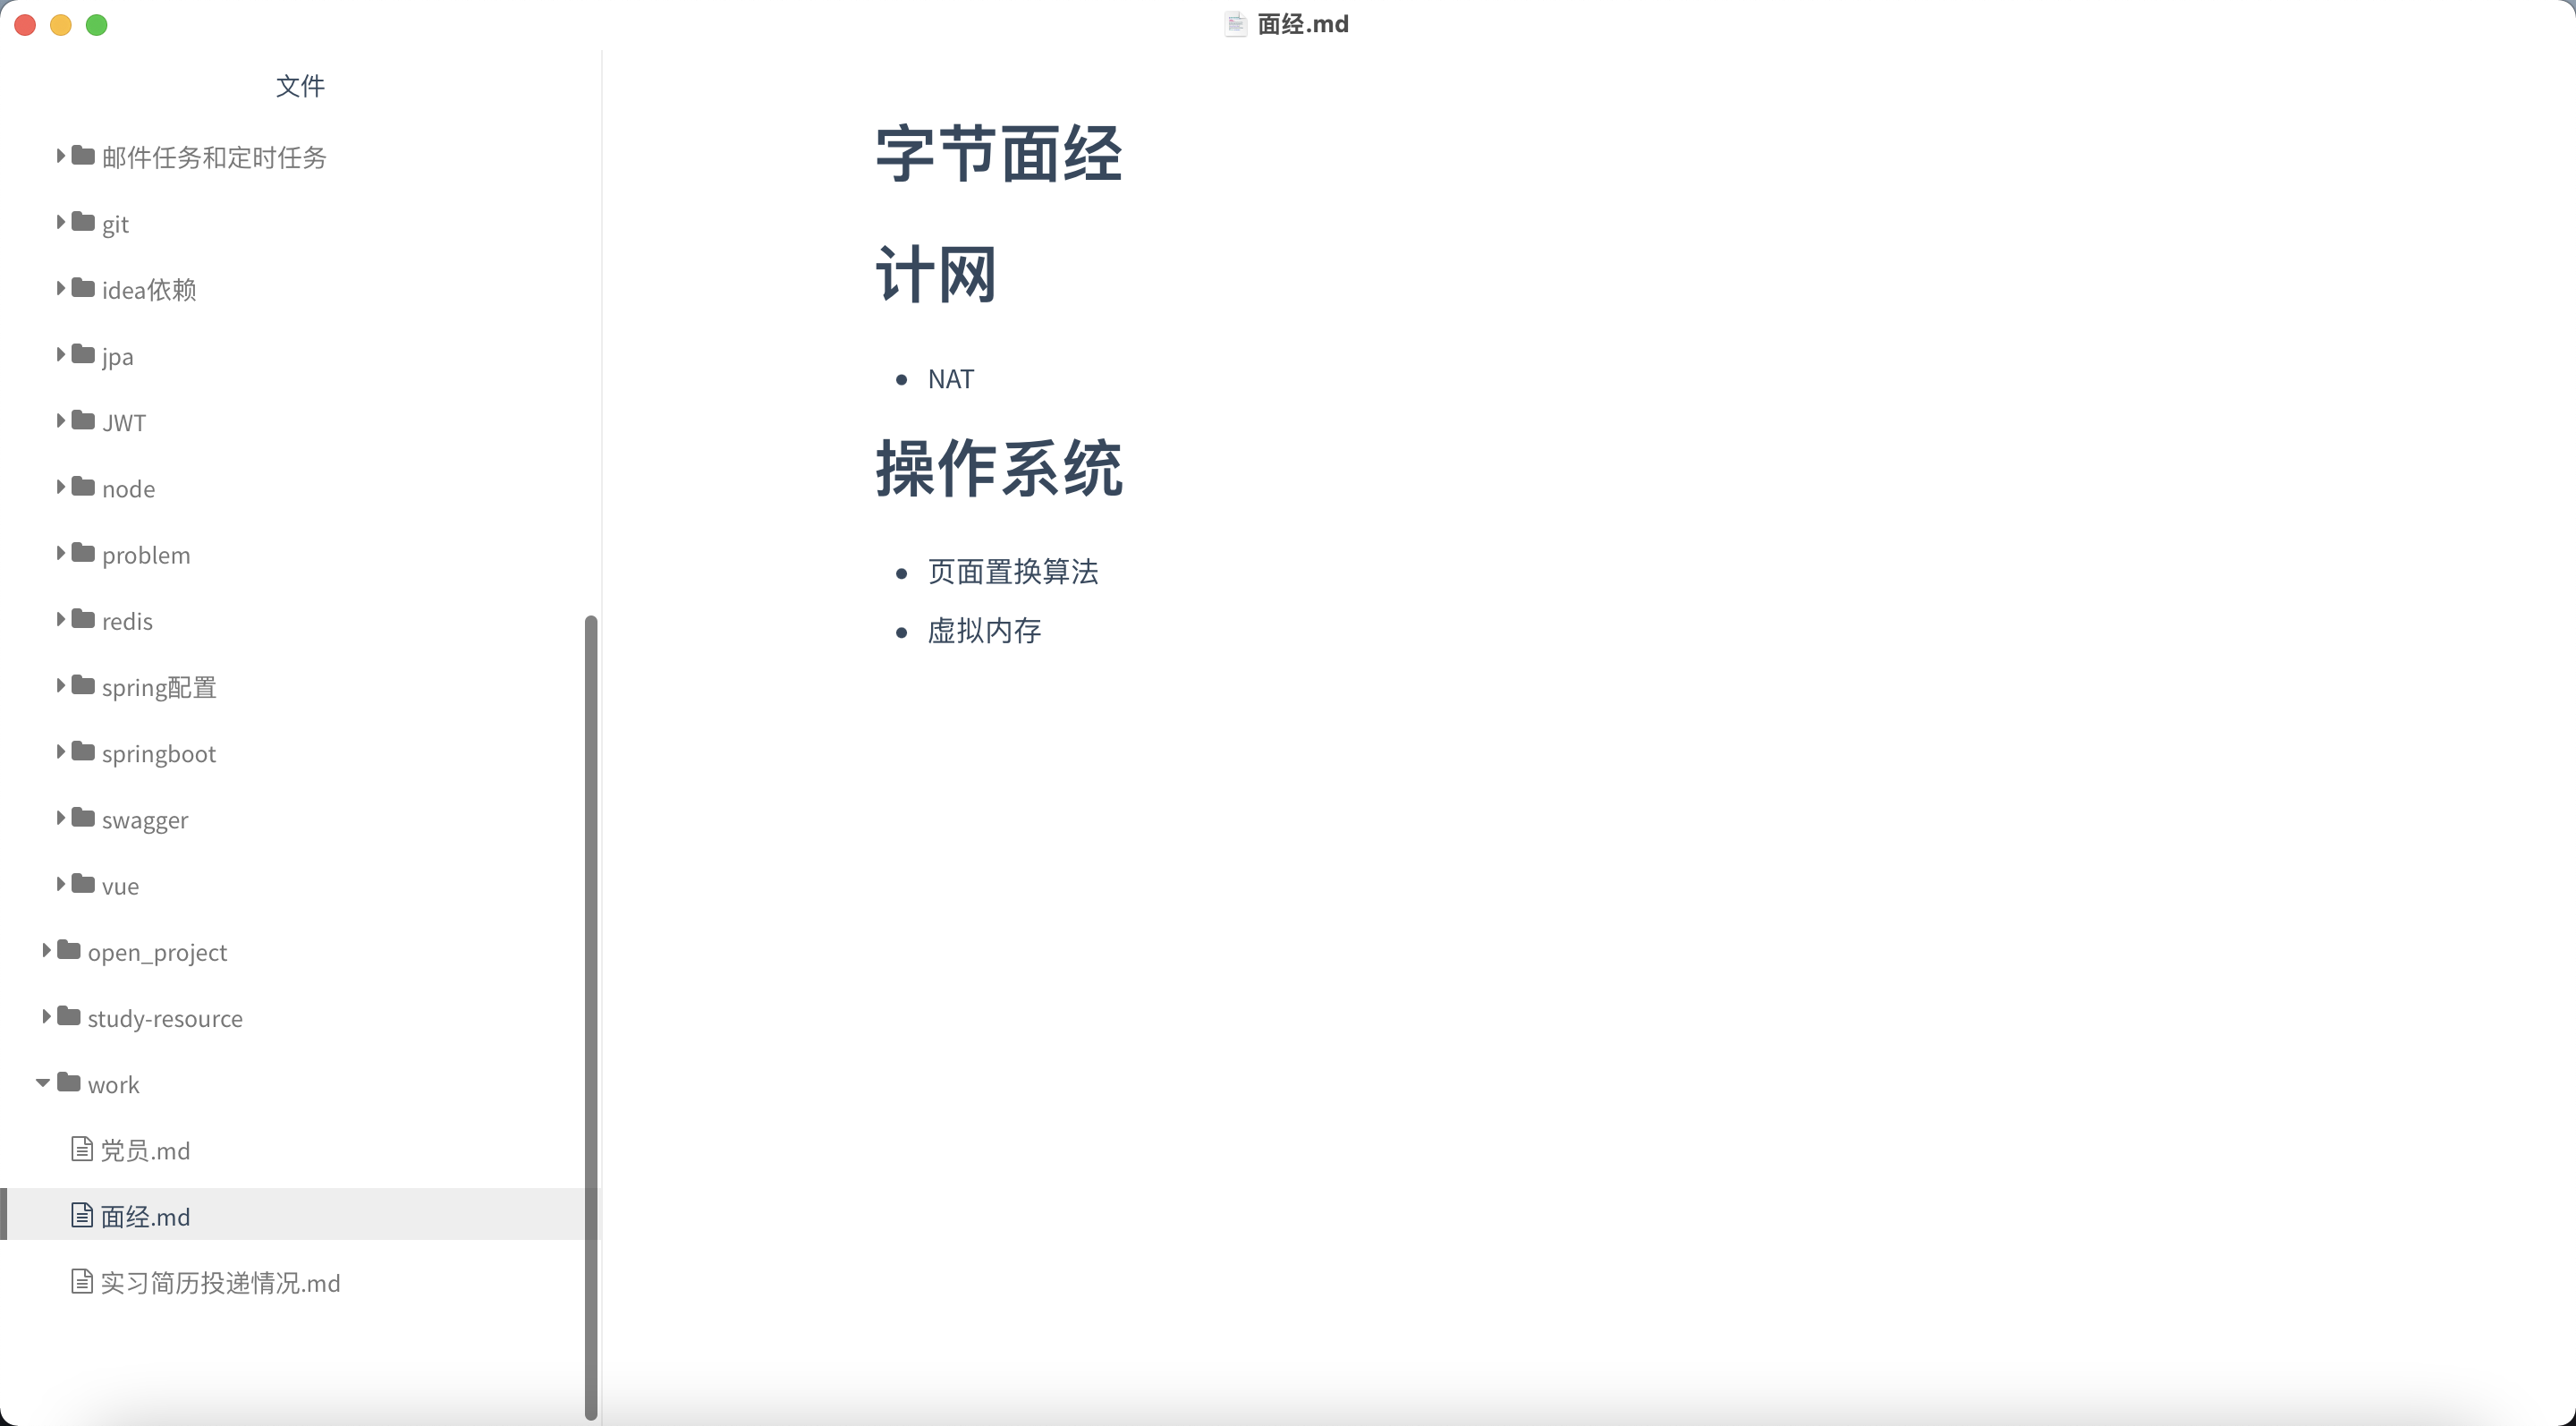 面经.md
文件
邮件任务和定时任务
git
idea依赖
jpa
JWT
node
problem
redis
spring配置
springboot
swagger
vue
open_project
study-resource
work
党员.md
面经.md
实习简历投递情况.md
字节面经
计网
NAT
操作系统
页面置换算法
虚拟内存